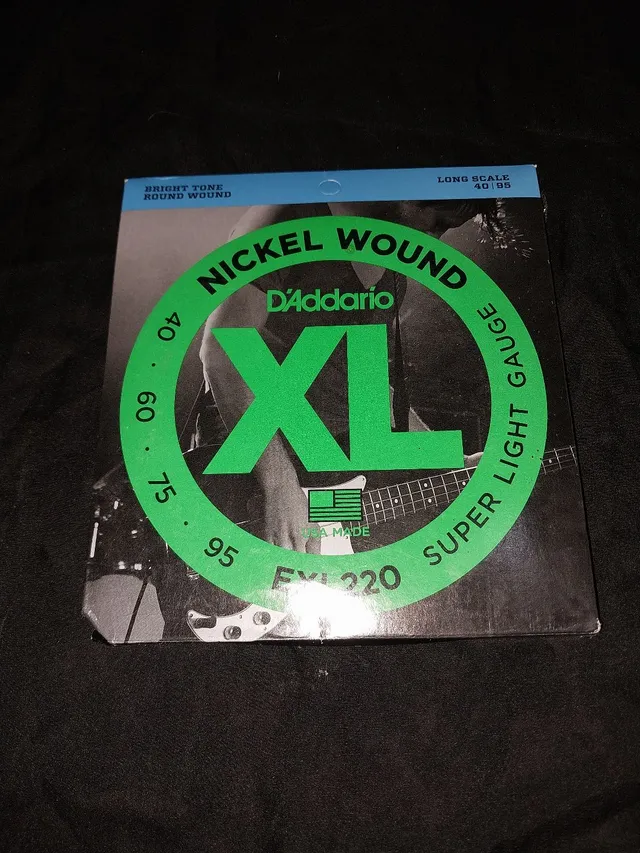 BRIGHT TONE
ROUND WOUND
LONG SCALE
40 | 95
NICKEL WOUND
D'Addario
XL
USA MADE
40 · 60 · 75 · 95
EXL220
SUPER LIGHT GAUGE